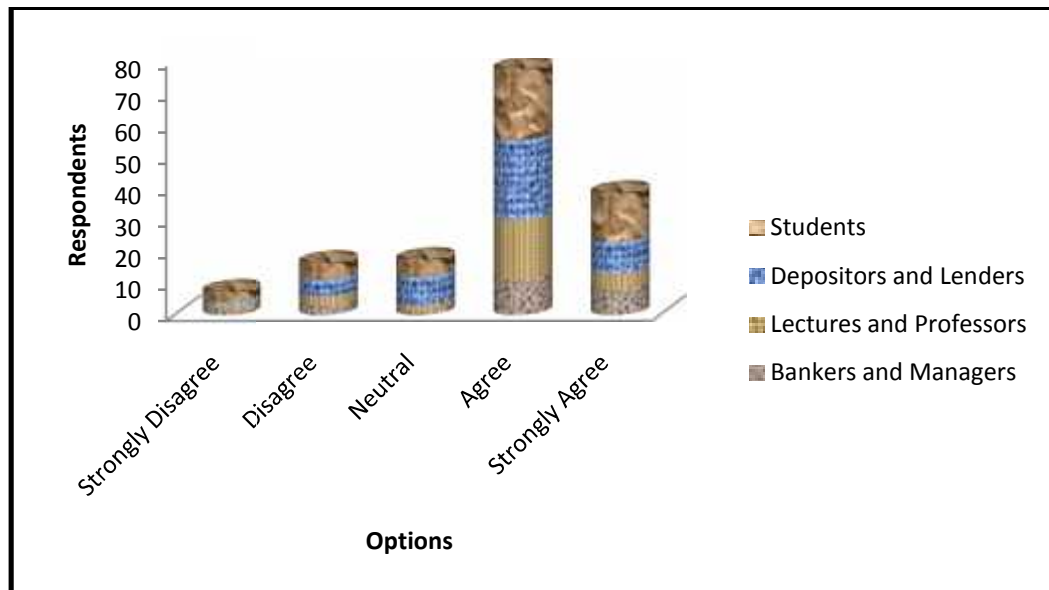 Respondents
80
70
60
50
40
30
20
10
0
Strongly Disagree
Disagree
Neutral
Agree
Strongly Agree
Options
Students
Depositors and Lenders
Lectures and Professors
Bankers and Managers